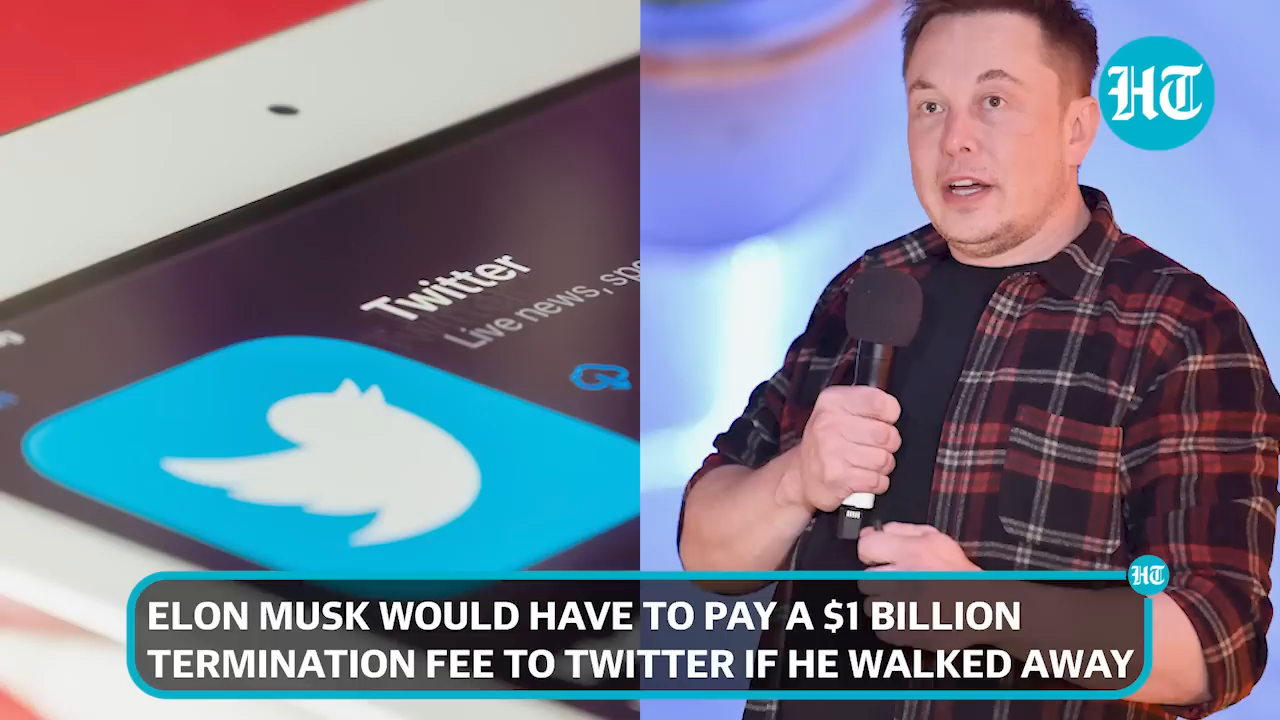 HT
Twitter
Live news, spo
HT
ELON MUSK WOULD HAVE TO PAY A $1 BILLION
TERMINATION FEE TO TWITTER IF HE WALKED AWAY